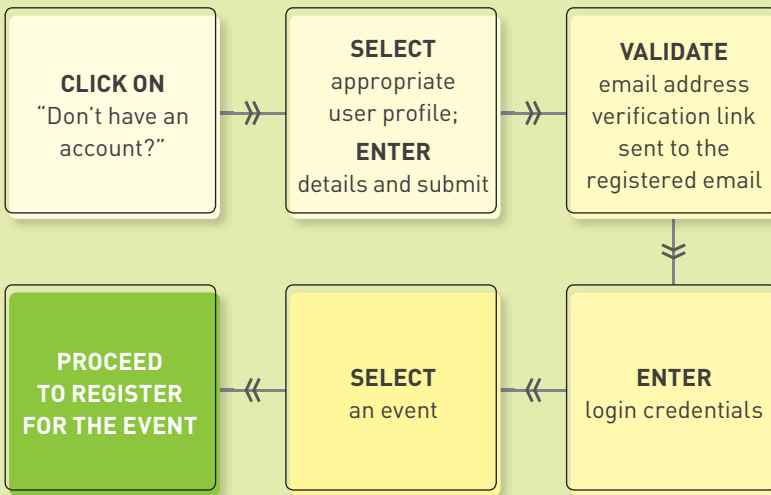 CLICK ON
“Don't have an
account?”
SELECT
appropriate
user profile;
ENTER
details and submit
VALIDATE
email address
verification link
sent to the
registered email
ENTER
login credentials
SELECT
an event
PROCEED
TO REGISTER
FOR THE EVENT